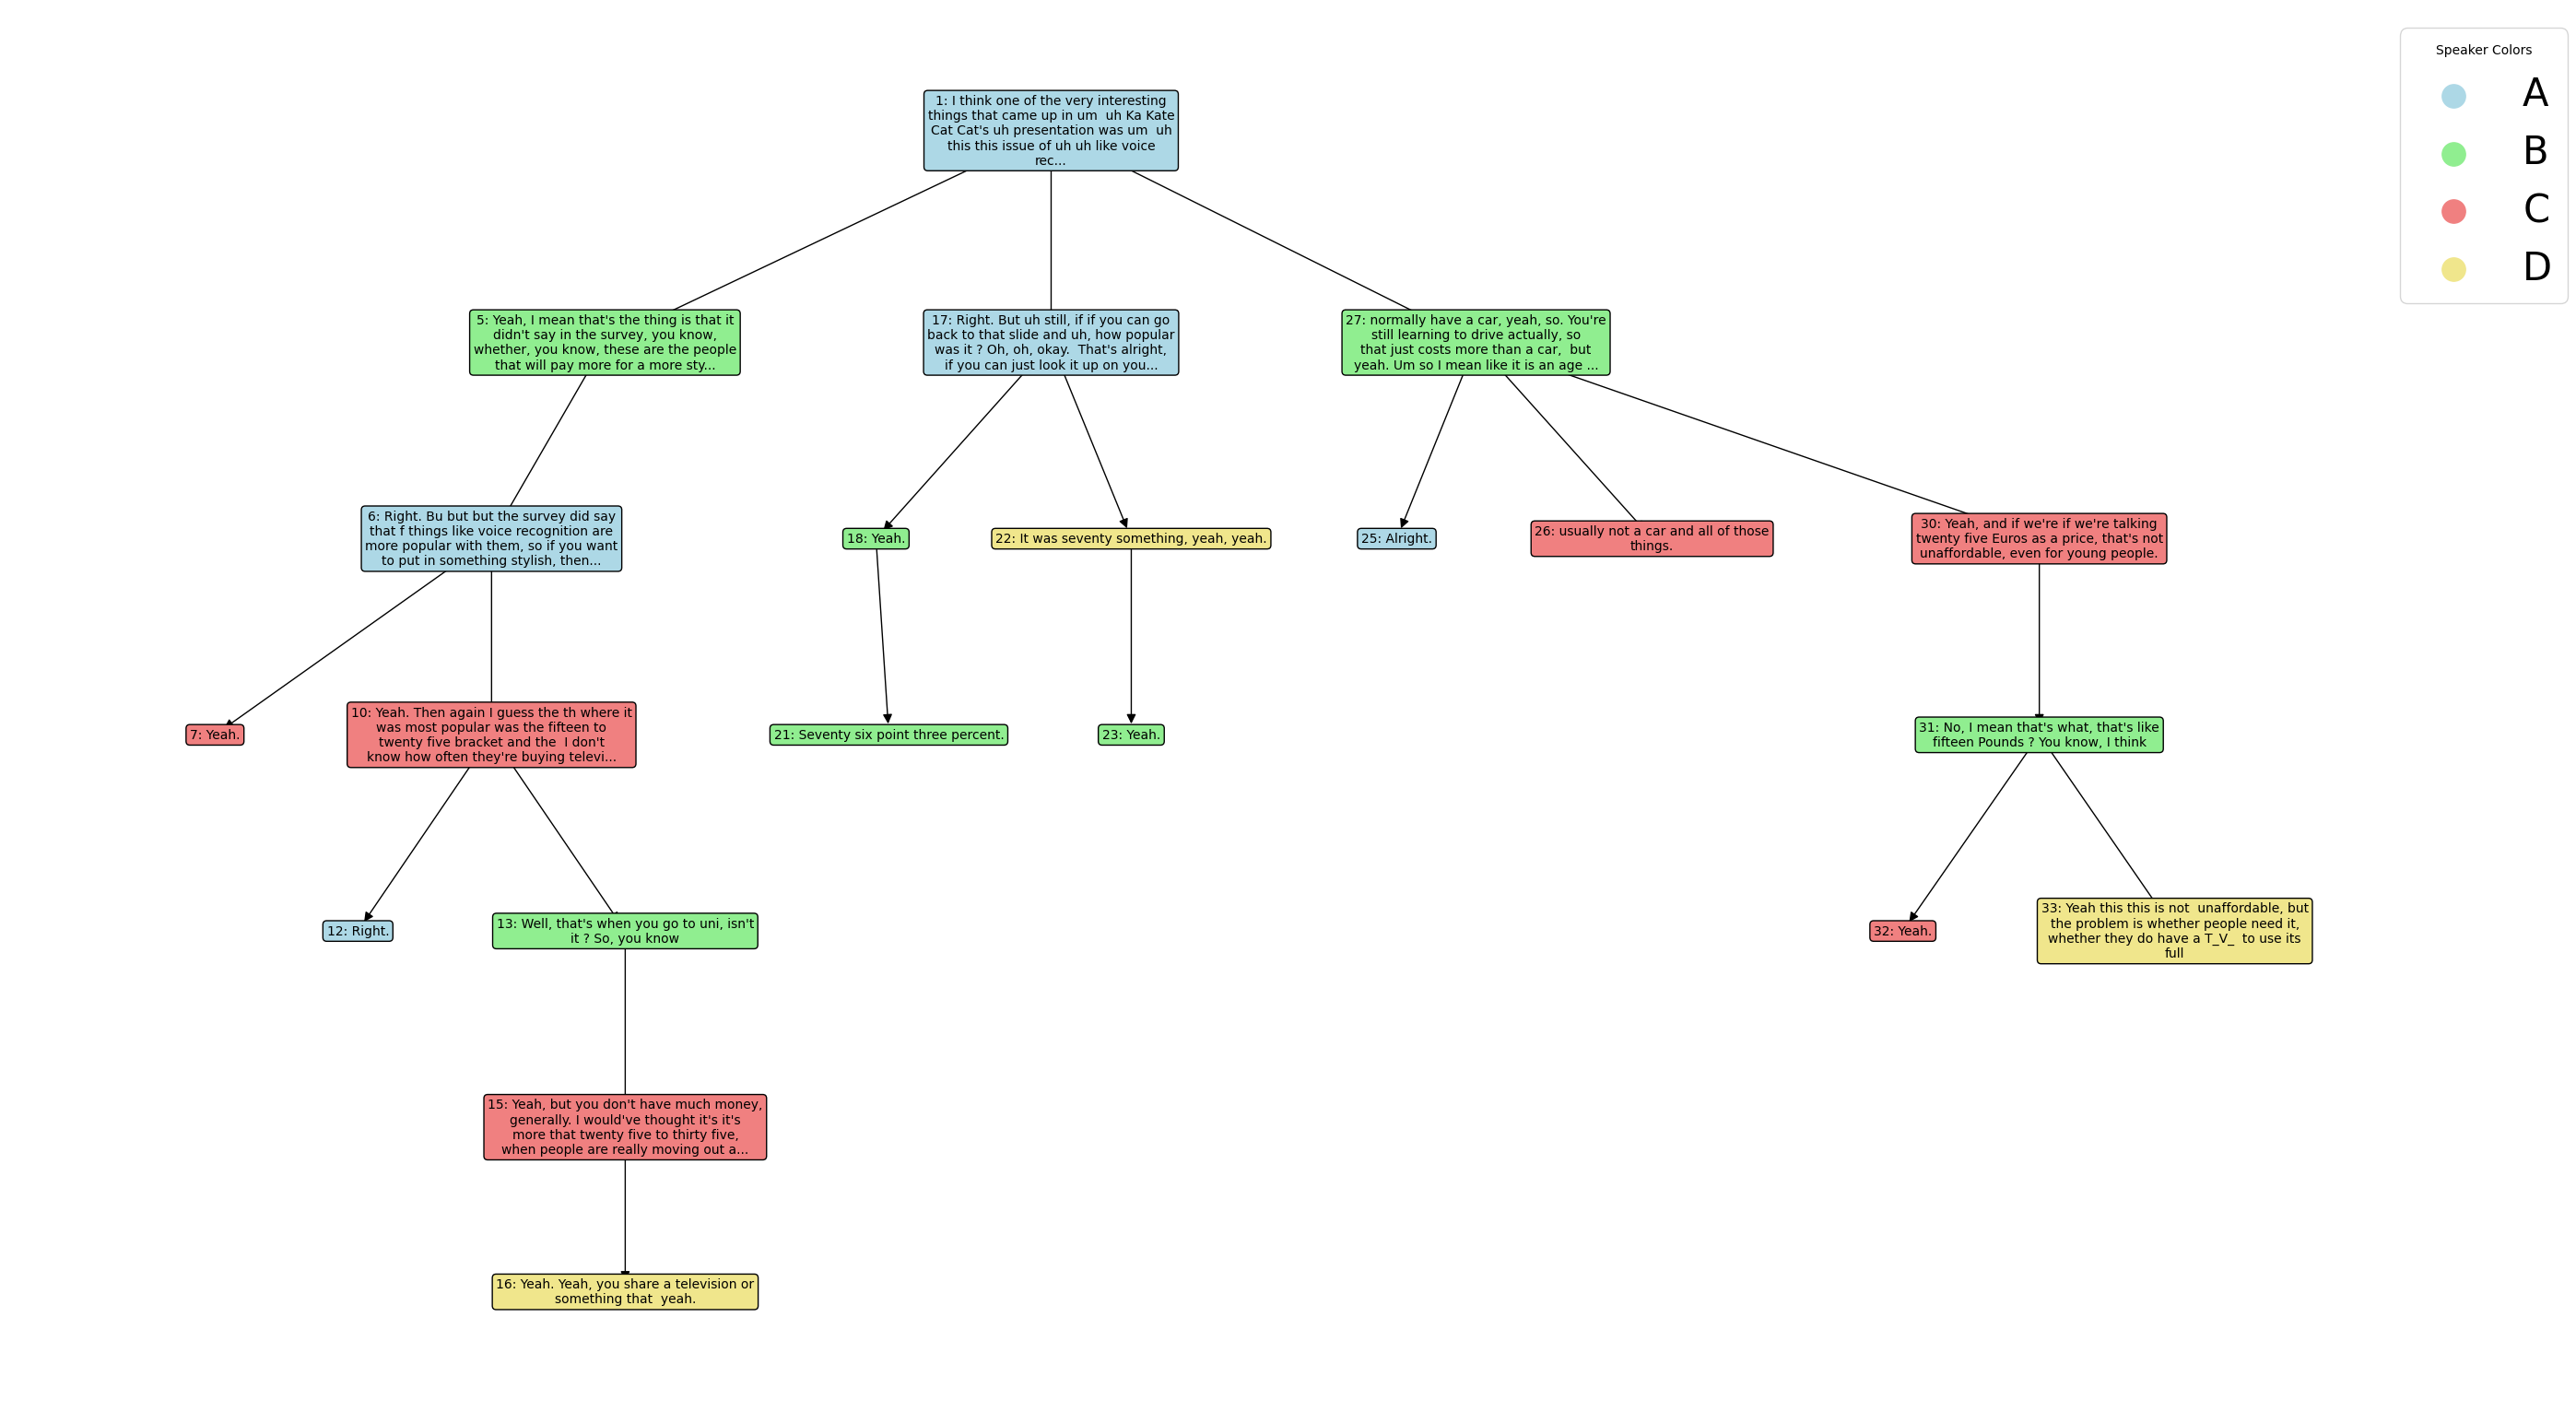 Speaker Colors
A
B
C
D
1: I think one of the very interesting
things that came up in um  uh Ka Kate
Cat Cat's uh presentation was um  uh
this this issue of uh uh like voice
rec...
5: Yeah, I mean that's the thing is that it
didn't say in the survey, you know,
whether, you know, these are the people
that will pay more for a more sty...
17: Right. But uh still, if if you can go
back to that slide and uh, how popular
was it ? Oh, oh, okay.  That's alright,
if you can just look it up on you...
27: normally have a car, yeah, so. You're
still learning to drive actually, so
that just costs more than a car,  but
yeah. Um so I mean like it is an age ...
6: Right. Bu but but the survey did say
that f things like voice recognition are
more popular with them, so if you want
to put in something stylish, then...
18: Yeah.
22: It was seventy something, yeah, yeah.
25: Alright.
26: usually not a car and all of those
things.
30: Yeah, and if we're if we're talking
twenty five Euros as a price, that's not
unaffordable, even for young people.
7: Yeah.
10: Yeah. Then again I guess the th where it
was most popular was the fifteen to
twenty five bracket and the  I don't
know how often they're buying televi...
21: Seventy six point three percent.
23: Yeah.
31: No, I mean that's what, that's like
fifteen Pounds ? You know, I think
12: Right.
13: Well, that's when you go to uni, isn't
it ? So, you know
32: Yeah.
33: Yeah this this is not  unaffordable, but
the problem is whether people need it,
whether they do have a T_V_  to use its
full
15: Yeah, but you don't have much money,
generally. I would've thought it's it's
more that twenty five to thirty five,
when people are really moving out a...
16: Yeah. Yeah, you share a television or
something that  yeah.